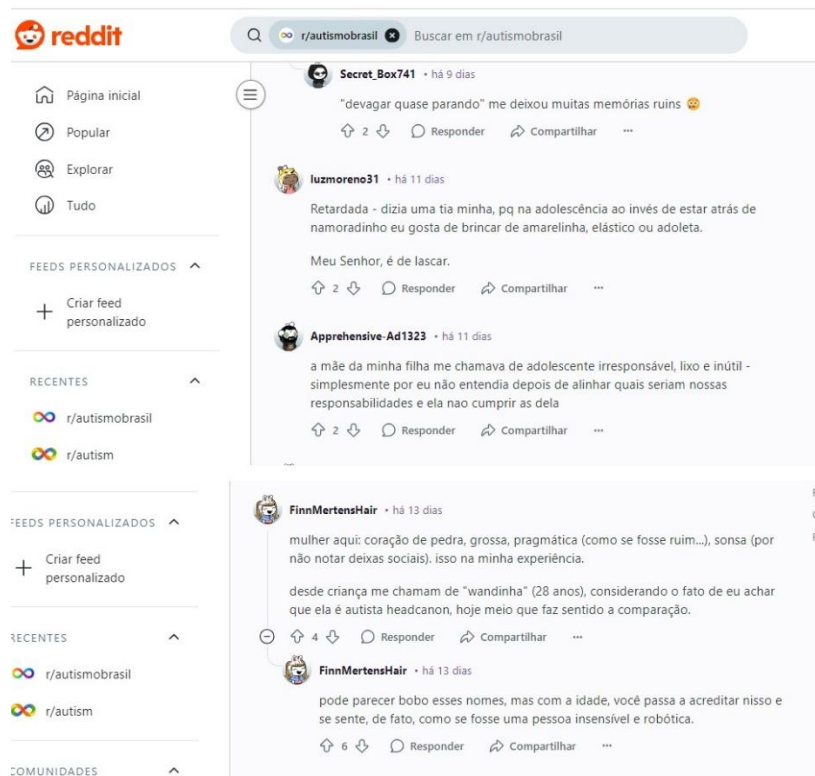 reddit
r/autismobrasil Buscar em r/autismobrasil
Página inicial
Popular
Explorar
Tudo
FEEDS PERSONALIZADOS
Criar feed
personalizado
RECENTES
r/autismobrasil
r/autism
Secret_Box741 • há 9 dias
"devagar quase parando" me deixou muitas memórias ruins
2 Responder Compartilhar ...
luzmoreno31 • há 11 dias
Retardada - dizia uma tia minha, pq na adolescência ao invés de estar atrás de
namoradinho eu gosta de brincar de amarelinha, elástico ou adoleta.
Meu Senhor, é de lascar.
2 Responder Compartilhar ...
Apprehensive-Ad1323 • há 11 dias
a mãe da minha filha me chamava de adolescente irresponsável, lixo e inútil -
simplesmente por eu não entendia depois de alinhar quais seriam nossas
responsabilidades e ela nao cumprir as dela
2 Responder Compartilhar ...
FEEDS PERSONALIZADOS
Criar feed
personalizado
RECENTES
r/autismobrasil
r/autism
COMUNIDADES
FinnMertensHair • há 13 dias
mulher aqui: coração de pedra, grossa, pragmática (como se fosse ruim...), sonsa (por
não notar deixas sociais). isso na minha experiência.
desde criança me chamam de "wandinha" (28 anos), considerando o fato de eu achar
que ela é autista headcanon, hoje meio que faz sentido a comparação.
4 Responder Compartilhar ...
FinnMertensHair • há 13 dias
pode parecer bobo esses nomes, mas com a idade, você passa a acreditar nisso e
se sente, de fato, como se fosse uma pessoa insensível e robótica.
6 Responder Compartilhar ...